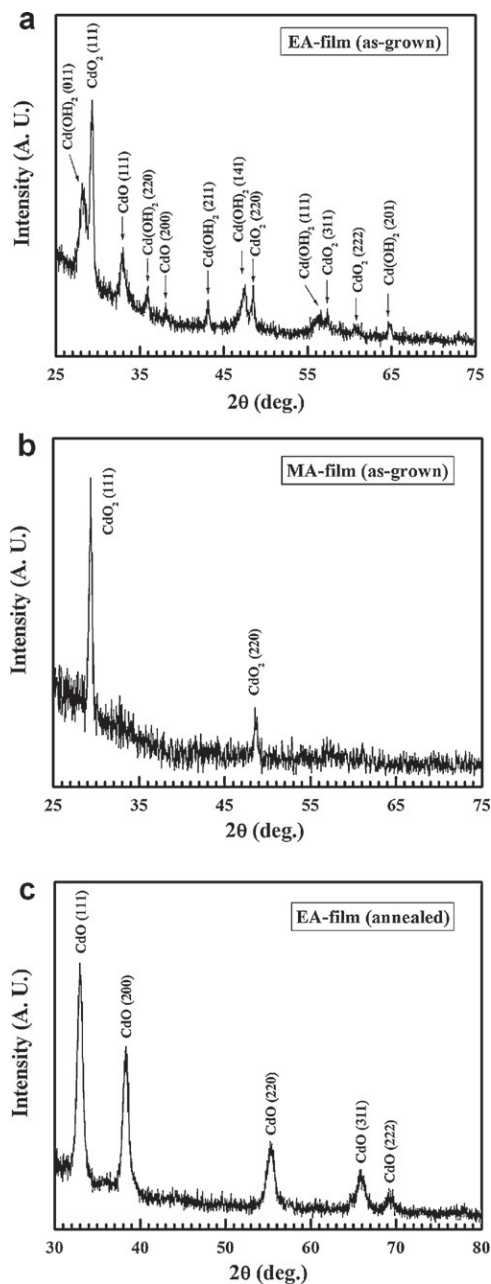 a
EA-film (as-grown)
Cd(OH)₂ (011)
CdO₂ (111)
CdO (111)
Cd(OH)₂ (220)
CdO (200)
Cd(OH)₂ (211)
Cd(OH)₂ (141)
CdO₂ (220)
Cd(OH)₂ (111)
CdO₂ (311)
CdO₂ (222)
Cd(OH)₂ (201)
Intensity (A. U.)
25 35 45 55 65 75
2θ (deg.)
b
MA-film (as-grown)
CdO₂ (111)
CdO₂ (220)
Intensity (A. U.)
25 35 45 55 65 75
2θ (deg.)
c
EA-film (annealed)
CdO (111)
CdO (200)
CdO (220)
CdO (311)
CdO (222)
Intensity (A. U.)
30 40 50 60 70 80
2θ (deg.)